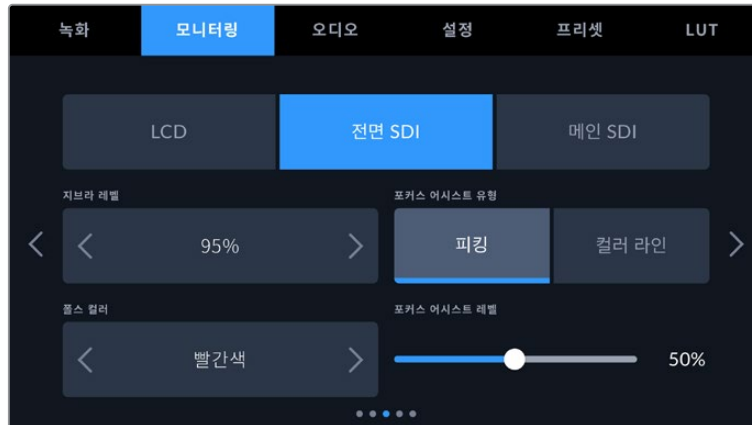 녹화 모니터링 오디오 설정 프리셋 LUT
LCD 전면 SDI 메인 SDI
지브라 레벨 포커스 어시스트 유형
95% 피킹 컬러 라인
폴스 컬러 포커스 어시스트 레벨
빨간색 50%